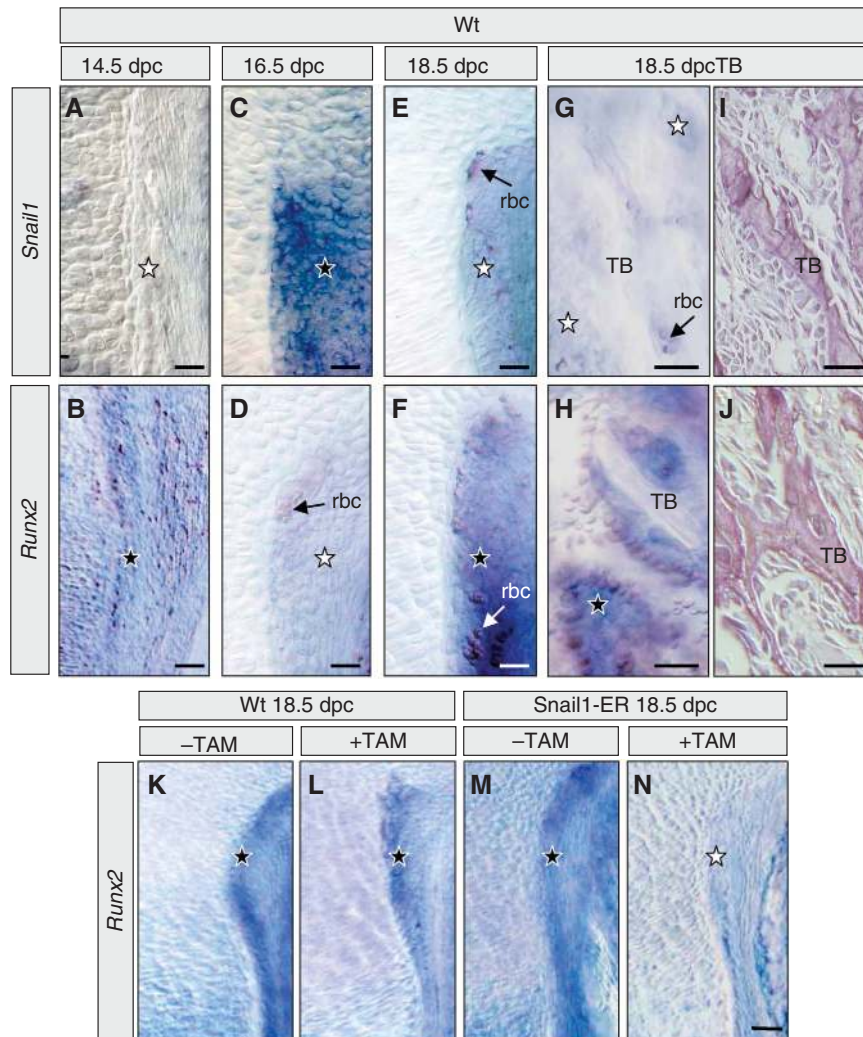 Wt
14.5 dpc 16.5 dpc 18.5 dpc 18.5 dpcTB
Snail1
A C E G I
rbc
TB TB
rbc
Runx2
B D F H J
rbc TB
TB
rbc
Wt 18.5 dpc Snail1-ER 18.5 dpc
–TAM +TAM –TAM +TAM
Runx2
K L M N